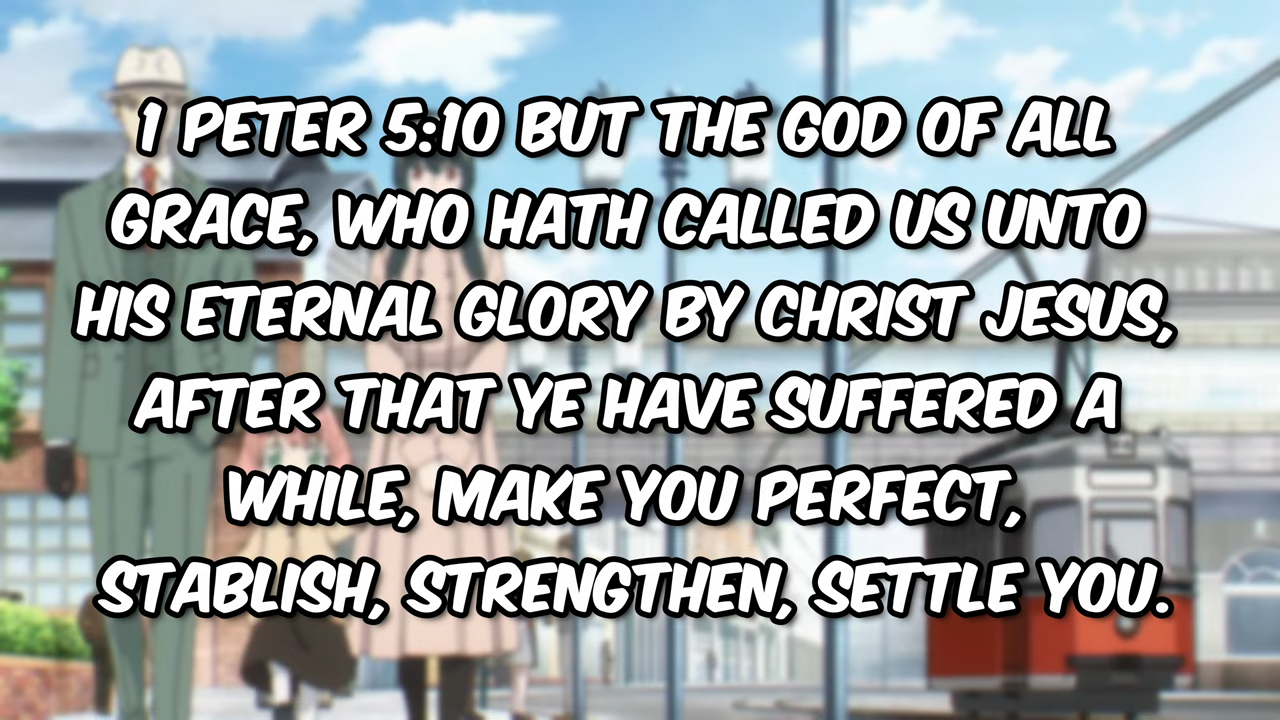 1 PETER 5:10 BUT THE GOD OF ALL
GRACE, WHO HATH CALLED US UNTO
HIS ETERNAL GLORY BY CHRIST JESUS,
AFTER THAT YE HAVE SUFFERED A
WHILE, MAKE YOU PERFECT,
STABLISH, STRENGTHEN, SETTLE YOU.